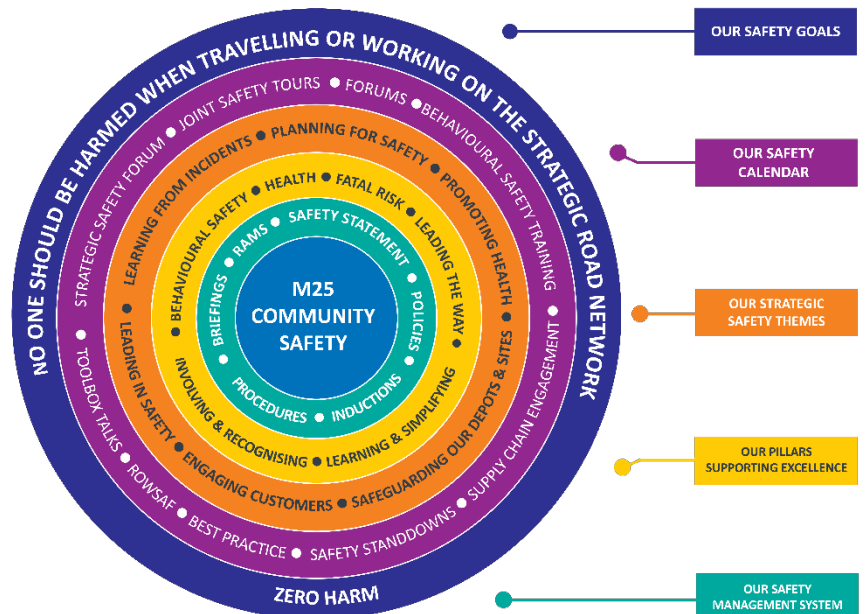 NO ONE SHOULD BE HARMED WHEN TRAVELLING OR WORKING ON THE STRATEGIC ROAD NETWORK
ZERO HARM
STRATEGIC SAFETY FORUM • JOINT SAFETY TOURS • FORUMS • BEHAVIOURAL SAFETY TRAINING • SUPPLY CHAIN ENGAGEMENT • SAFETY STANDDOWNS • BEST PRACTICE • ROWSAF • TOOLBOX TALKS •
LEARNING FROM INCIDENTS • PLANNING FOR SAFETY • PROMOTING HEALTH • SAFEGUARDING OUR DEPOTS & SITES • ENGAGING CUSTOMERS • LEADING IN SAFETY •
BEHAVIOURAL SAFETY • HEALTH • FATAL RISK • LEADING THE WAY • LEARNING & SIMPLIFYING • INVOLVING & RECOGNISING •
BRIEFINGS • RAMS • SAFETY STATEMENT • POLICIES • INDUCTIONS • PROCEDURES •
M25
COMMUNITY
SAFETY
OUR SAFETY GOALS
OUR SAFETY
CALENDAR
OUR STRATEGIC
SAFETY THEMES
OUR PILLARS
SUPPORTING EXCELLENCE
OUR SAFETY
MANAGEMENT SYSTEM